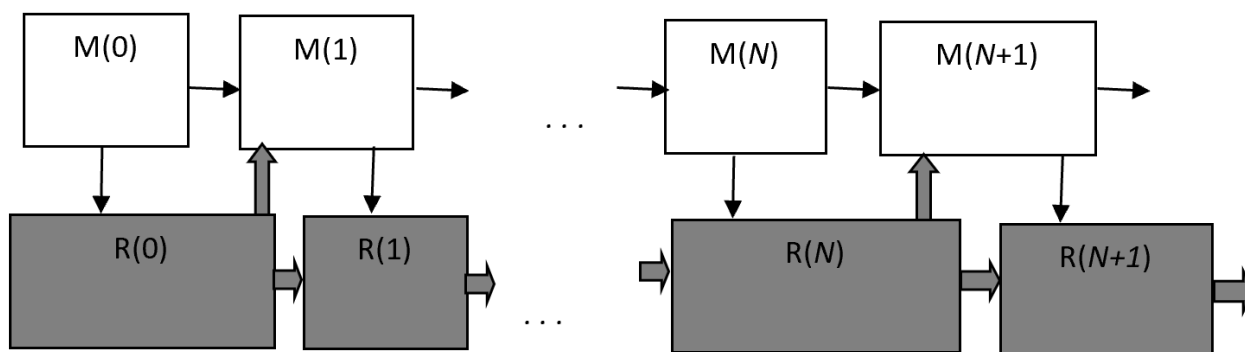 M(0) M(1) M(N) M(N+1)
. . .
R(0) R(1) R(N) R(N+1)
. . .